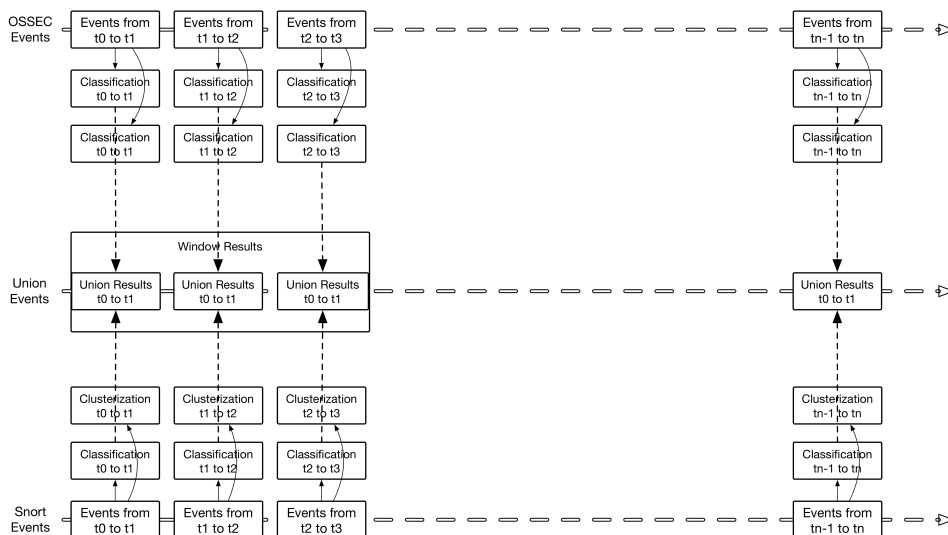 OSSEC
Events
Events from
t0 to t1
Events from
t1 to t2
Events from
t2 to t3
Events from
tn-1 to tn
Classification
t0 to t1
Classification
t1 to t2
Classification
t2 to t3
Classification
tn-1 to tn
Classification
t0 to t1
Classification
t1 to t2
Classification
t2 to t3
Classification
tn-1 to tn
Window Results
Union
Events
Union Results
t0 to t1
Union Results
t0 to t1
Union Results
t0 to t1
Union Results
t0 to t1
Clusterization
t0 to t1
Clusterization
t1 to t2
Clusterization
t2 to t3
Clusterization
tn-1 to tn
Classification
t0 to t1
Classification
t1 to t2
Classification
t2 to t3
Classification
tn-1 to tn
Snort
Events
Events from
t0 to t1
Events from
t1 to t2
Events from
t2 to t3
Events from
tn-1 to tn